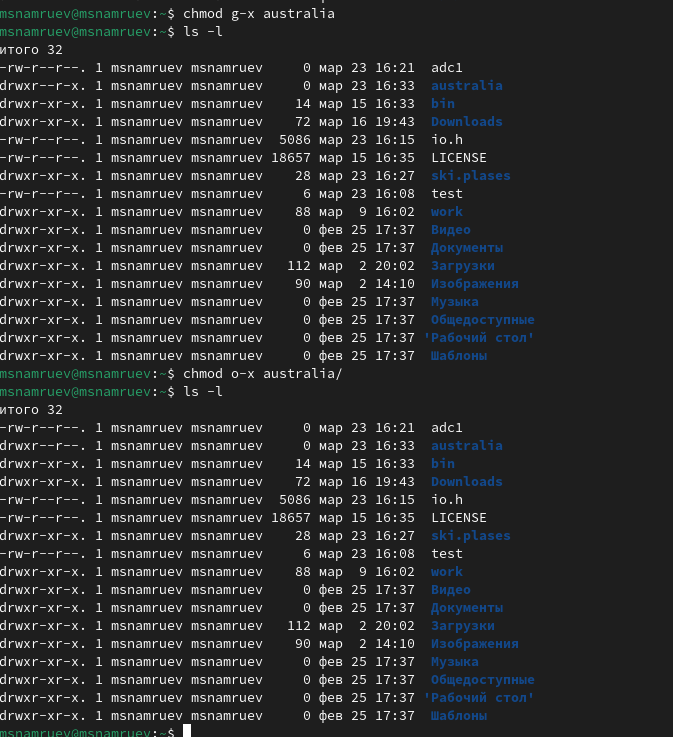 msnamruev@msnamruev:~$ chmod g-x australia
msnamruev@msnamruev:~$ ls -l
итого 32
-rw-r--r--. 1 msnamruev msnamruev     0 мар 23 16:21  adc1
drwxr--r-x. 1 msnamruev msnamruev     0 мар 23 16:33  australia
drwxr-xr-x. 1 msnamruev msnamruev    14 мар 15 16:33  bin
drwxr-xr-x. 1 msnamruev msnamruev    72 мар 16 19:43  Downloads
-rw-r--r--. 1 msnamruev msnamruev  5086 мар 23 16:15  io.h
-rw-r--r--. 1 msnamruev msnamruev 18657 мар 15 16:35  LICENSE
drwxr-xr-x. 1 msnamruev msnamruev    28 мар 23 16:27  ski.plases
-rw-r--r--. 1 msnamruev msnamruev     6 мар 23 16:08  test
drwxr-xr-x. 1 msnamruev msnamruev    88 мар  9 16:02  work
drwxr-xr-x. 1 msnamruev msnamruev     0 фев 25 17:37  Видео
drwxr-xr-x. 1 msnamruev msnamruev     0 фев 25 17:37  Документы
drwxr-xr-x. 1 msnamruev msnamruev   112 мар  2 20:02  Загрузки
drwxr-xr-x. 1 msnamruev msnamruev    90 мар  2 14:10  Изображения
drwxr-xr-x. 1 msnamruev msnamruev     0 фев 25 17:37  Музыка
drwxr-xr-x. 1 msnamruev msnamruev     0 фев 25 17:37  Общедоступные
drwxr-xr-x. 1 msnamruev msnamruev     0 фев 25 17:37 'Рабочий стол'
drwxr-xr-x. 1 msnamruev msnamruev     0 фев 25 17:37  Шаблоны
msnamruev@msnamruev:~$ chmod o-x australia/
msnamruev@msnamruev:~$ ls -l
итого 32
-rw-r--r--. 1 msnamruev msnamruev     0 мар 23 16:21  adc1
drwxr--r--. 1 msnamruev msnamruev     0 мар 23 16:33  australia
drwxr-xr-x. 1 msnamruev msnamruev    14 мар 15 16:33  bin
drwxr-xr-x. 1 msnamruev msnamruev    72 мар 16 19:43  Downloads
-rw-r--r--. 1 msnamruev msnamruev  5086 мар 23 16:15  io.h
-rw-r--r--. 1 msnamruev msnamruev 18657 мар 15 16:35  LICENSE
drwxr-xr-x. 1 msnamruev msnamruev    28 мар 23 16:27  ski.plases
-rw-r--r--. 1 msnamruev msnamruev     6 мар 23 16:08  test
drwxr-xr-x. 1 msnamruev msnamruev    88 мар  9 16:02  work
drwxr-xr-x. 1 msnamruev msnamruev     0 фев 25 17:37  Видео
drwxr-xr-x. 1 msnamruev msnamruev     0 фев 25 17:37  Документы
drwxr-xr-x. 1 msnamruev msnamruev   112 мар  2 20:02  Загрузки
drwxr-xr-x. 1 msnamruev msnamruev    90 мар  2 14:10  Изображения
drwxr-xr-x. 1 msnamruev msnamruev     0 фев 25 17:37  Музыка
drwxr-xr-x. 1 msnamruev msnamruev     0 фев 25 17:37  Общедоступные
drwxr-xr-x. 1 msnamruev msnamruev     0 фев 25 17:37 'Рабочий стол'
drwxr-xr-x. 1 msnamruev msnamruev     0 фев 25 17:37  Шаблоны
msnamruev@msnamruev:~$